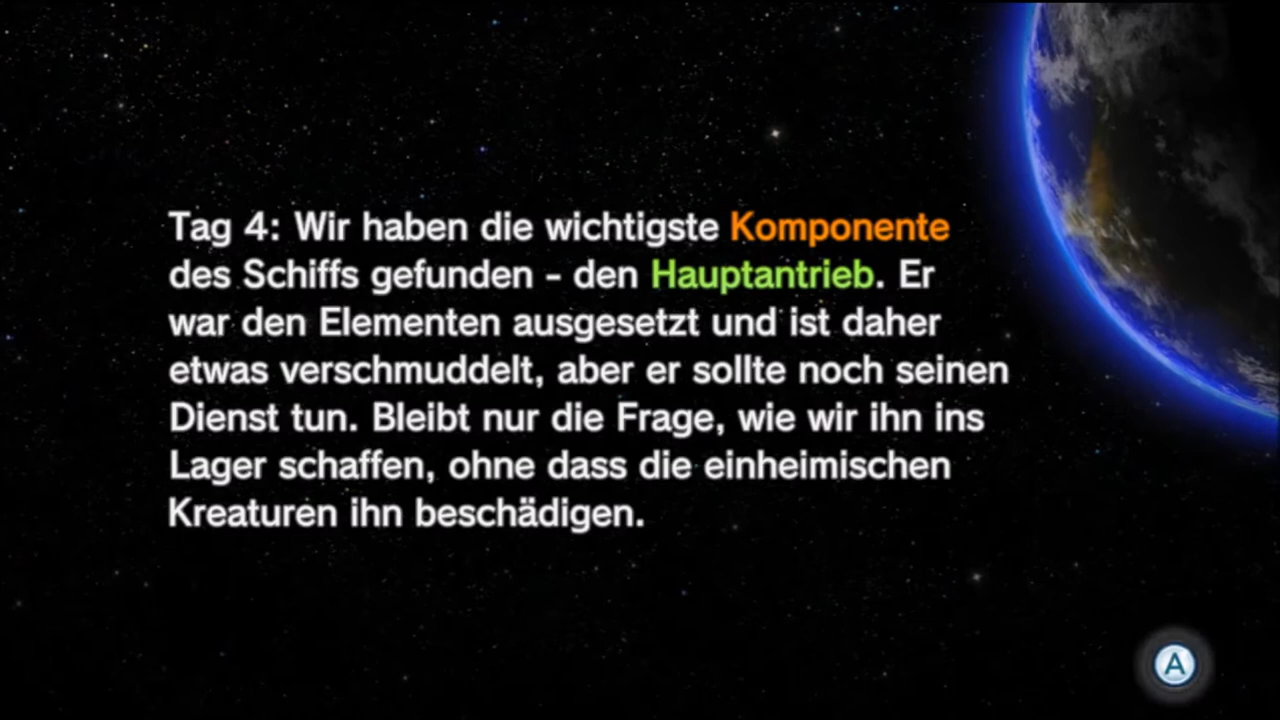 Tag 4: Wir haben die wichtigste Komponente
des Schiffs gefunden - den Hauptantrieb. Er
war den Elementen ausgesetzt und ist daher
etwas verschmuddelt, aber er sollte noch seinen
Dienst tun. Bleibt nur die Frage, wie wir ihn ins
Lager schaffen, ohne dass die einheimischen
Kreaturen ihn beschädigen.
A